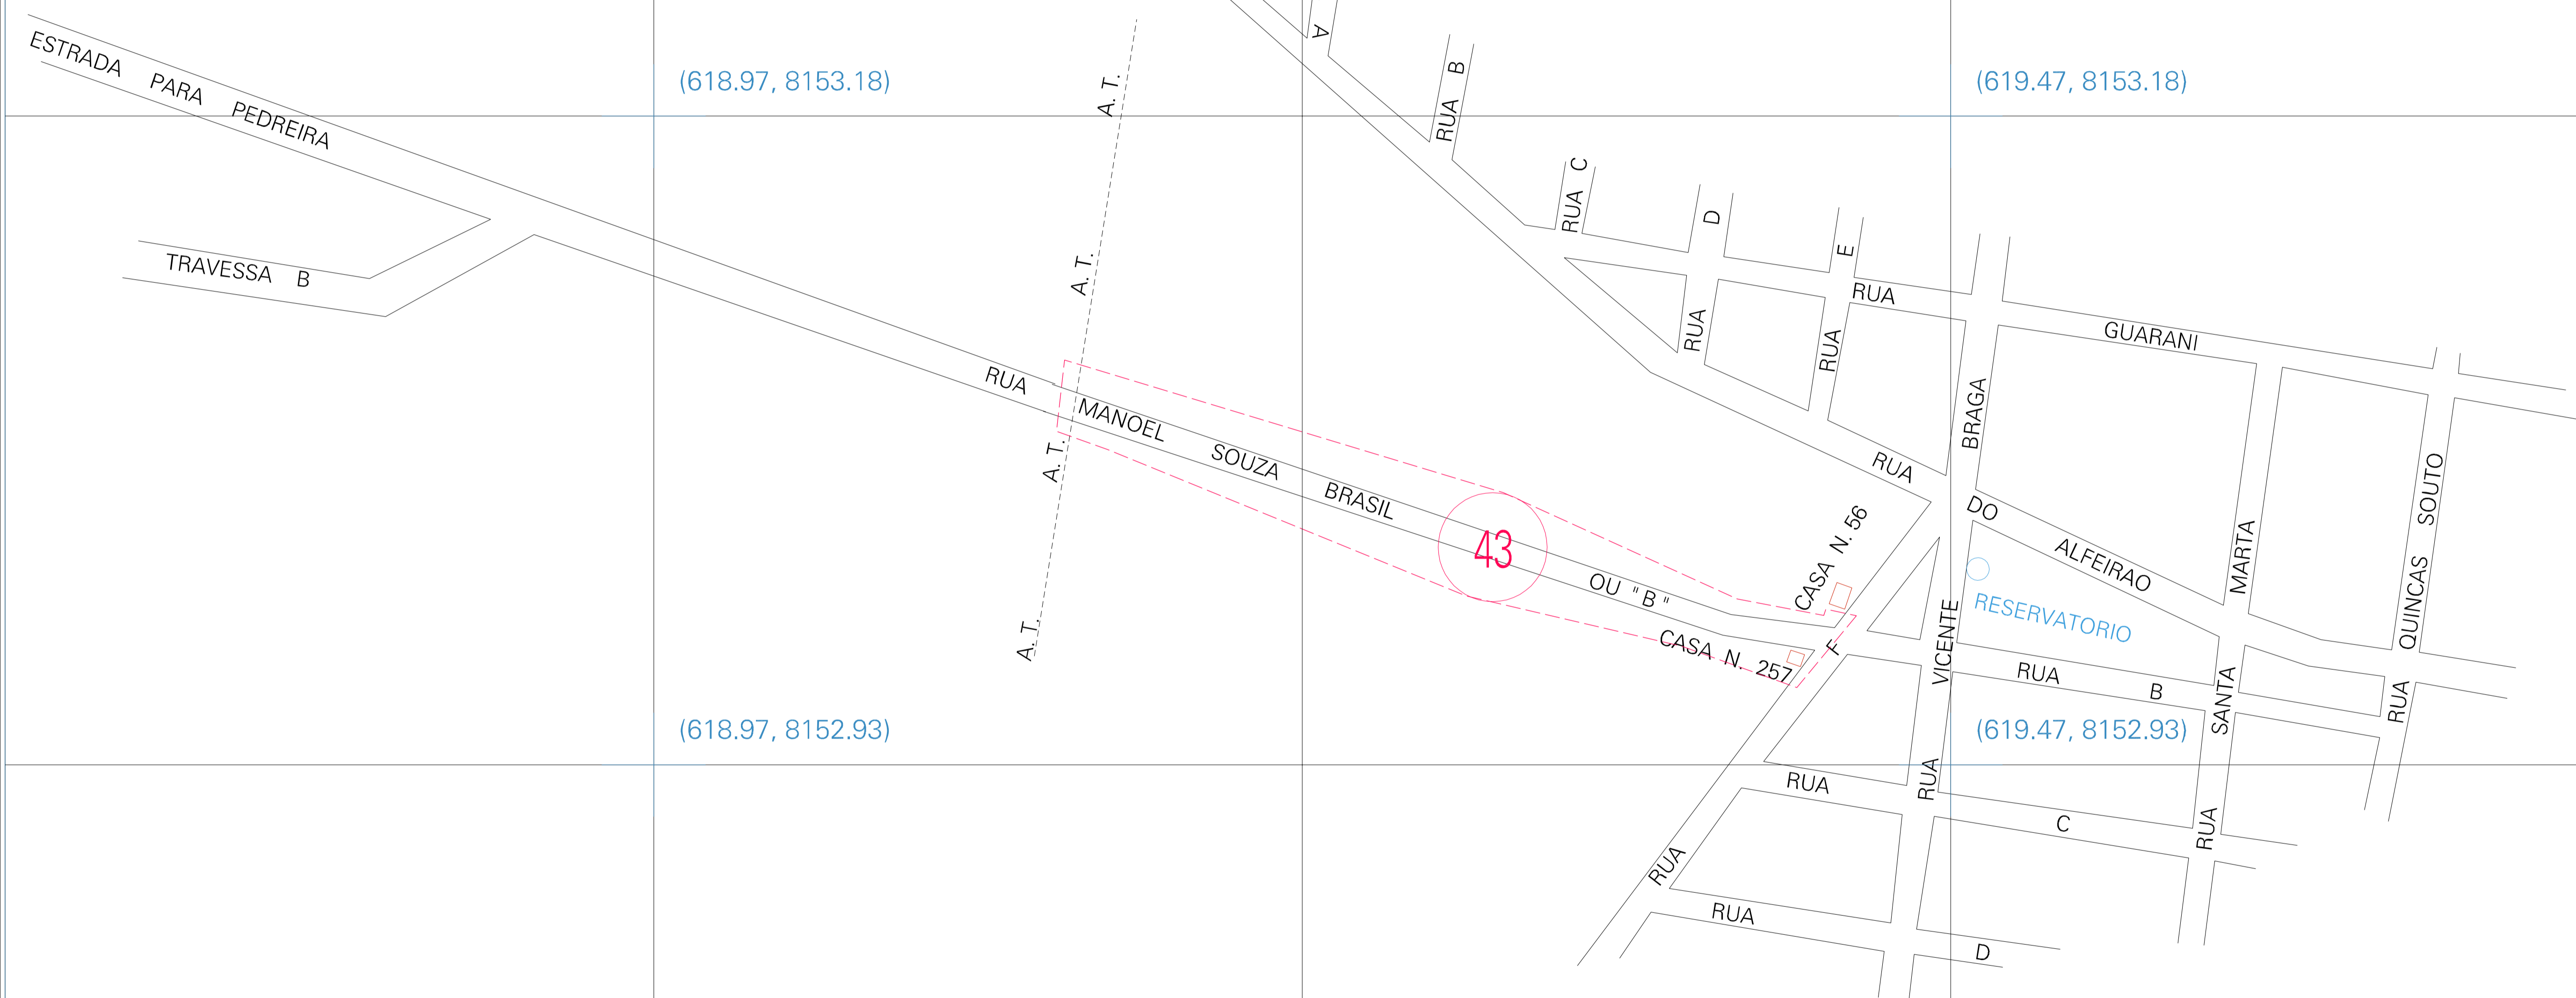 ESTRADA PARA PEDREIRA
TRAVESSA B
(618.97, 8153.18)
(619.47, 8153.18)
A. T.
A. T.
A. T.
A. T.
A
RUA B
RUA C
RUA D
RUA E
RUA GUARANI
RUA MANOEL SOUZA BRASIL OU "B"
43
CASA N. 56
CASA N. 257
RUA DO ALFEIRAO
RESERVATORIO
RUA VICENTE BRAGA
RUA SANTA MARTA
RUA QUINCAS SOUTO
RUA F
RUA B
(618.97, 8152.93)
(619.47, 8152.93)
RUA C
RUA D